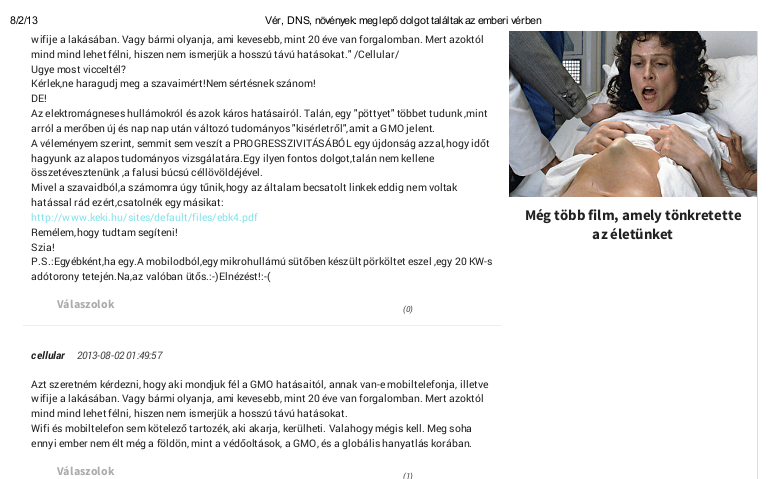 8/2/13
Vér, DNS, növények: meglepő dolgot találtak az emberi vérben
wifije a lakásában. Vagy bármi olyanja, ami kevesebb, mint 20 éve van forgalomban. Mert azoktól
mind mind lehet félni, hiszen nem ismerjük a hosszú távú hatásokat." /Cellular/
Ugye most vicceltél?
Kérlek,ne haragudj meg a szavaimért!Nem sértésnek szánom!
DE!
Az elektromágneses hullámokról és azok káros hatásairól. Talán, egy "pöttyet" többet tudunk ,mint
arról a merőben új és nap nap után változó tudományos "kisérletről",amit a GMO jelent.
A véleményem szerint, semmit sem veszít a PROGRESSZIVITÁSÁBÓL egy újdonság azzal,hogy időt
hagyunk az alapos tudományos vizsgálatára.Egy ilyen fontos dolgot,talán nem kellene
összetévesztenünk ,a falusi búcsú céllövöldéjével.
Mivel a szavaidból,a számomra úgy tűnik,hogy az általam becsatolt linkek eddig nem voltak
hatással rád ezért,csatolnék egy másikat:
http://www.keki.hu/sites/default/files/ebk4.pdf
Remélem,hogy tudtam segíteni!
Szia!
P.S.:Egyébként,ha egy.A mobilodból,egy mikrohullámú sütőben készült pörköltet eszel ,egy 20 KW-s
adótorony tetején.Na,az valóban ütős.:-)Elnézést!:-(
Válaszolok
(0)
cellular 2013-08-02 01:49:57
Azt szeretném kérdezni, hogy aki mondjuk fél a GMO hatásaitól, annak van-e mobiltelefonja, illetve
wifije a lakásában. Vagy bármi olyanja, ami kevesebb, mint 20 éve van forgalomban. Mert azoktól
mind mind lehet félni, hiszen nem ismerjük a hosszú távú hatásokat.
Wifi és mobiltelefon sem kötelező tartozék, aki akarja, kerülheti. Valahogy mégis kell. Meg soha
ennyi ember nem élt még a földön, mint a védőoltások, a GMO, és a globális hanyatlás korában.
Válaszolok
(1)
Még több film, amely tönkretette
az életünket